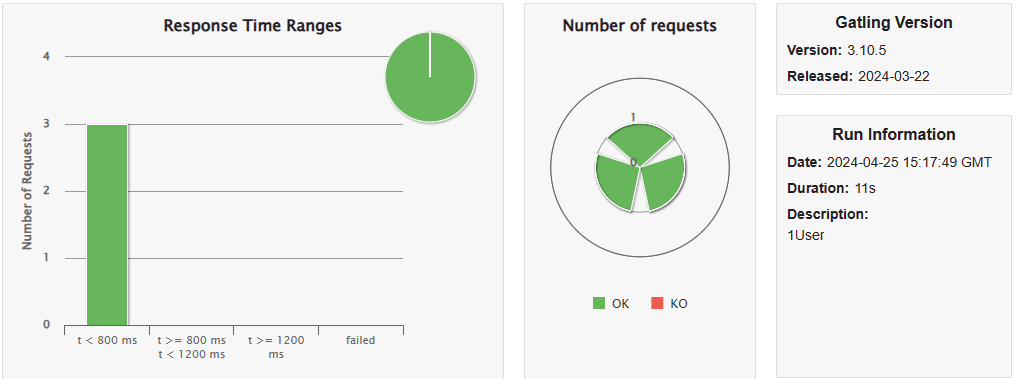 Response Time Ranges
Number of Requests
4
3
2
1
0
t < 800 ms
t >= 800 ms
t < 1200 ms
t >= 1200
ms
failed
Number of requests
1
0
OK
KO
Gatling Version
Version: 3.10.5
Released: 2024-03-22
Run Information
Date: 2024-04-25 15:17:49 GMT
Duration: 11s
Description:
1User